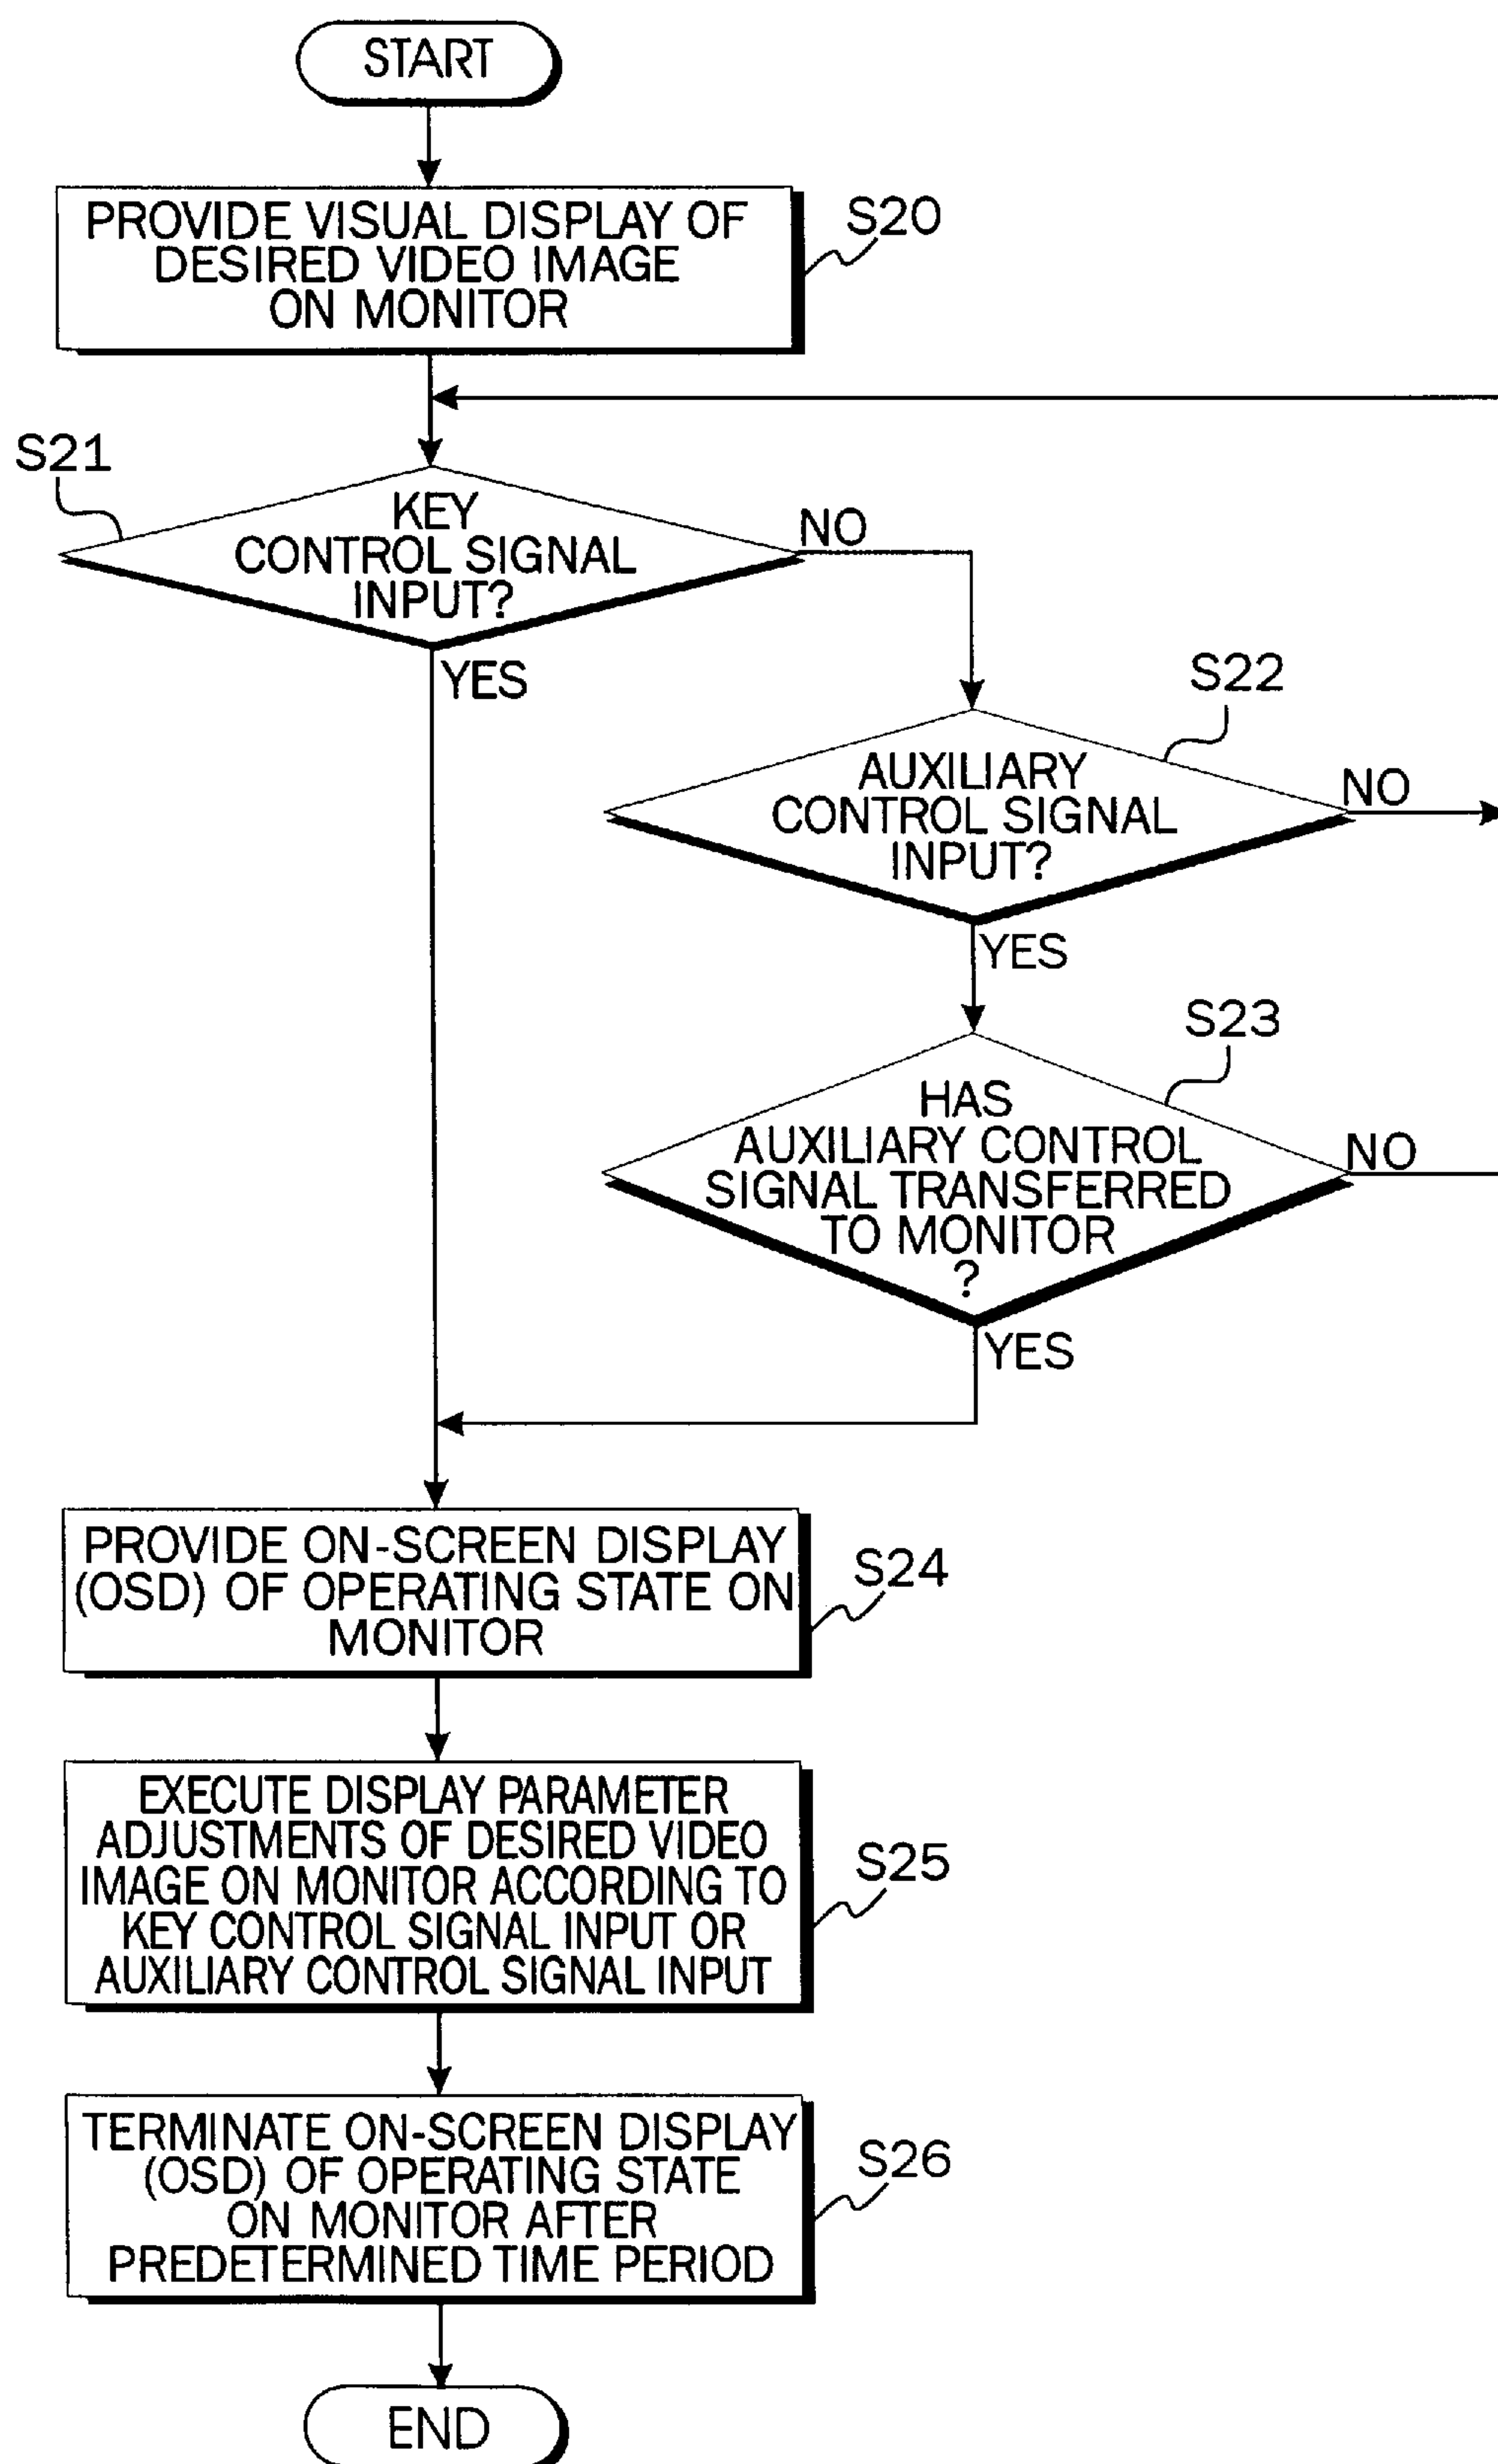 START
PROVIDE VISUAL DISPLAY OF
DESIRED VIDEO IMAGE
ON MONITOR
S20
S21
KEY
CONTROL SIGNAL
INPUT?
NO
YES
S22
AUXILIARY
CONTROL SIGNAL
INPUT?
NO
YES
S23
HAS
AUXILIARY CONTROL
SIGNAL TRANSFERRED
TO MONITOR
?
NO
YES
PROVIDE ON-SCREEN DISPLAY
(OSD) OF OPERATING STATE ON
MONITOR
S24
EXECUTE DISPLAY PARAMETER
ADJUSTMENTS OF DESIRED VIDEO
IMAGE ON MONITOR ACCORDING TO
KEY CONTROL SIGNAL INPUT OR
AUXILIARY CONTROL SIGNAL INPUT
S25
TERMINATE ON-SCREEN DISPLAY
(OSD) OF OPERATING STATE
ON MONITOR AFTER
PREDETERMINED TIME PERIOD
S26
END